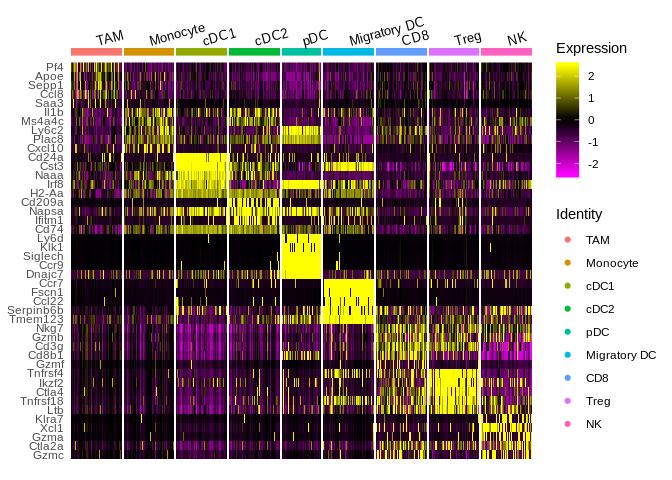 TAM Monocyte cDC1 cDC2 pDC Migratory DC CD8 Treg NK
Pf4
Apoe
Sepp1
Ccl8
Saa3
Il1b
Ms4a4c
Ly6c2
Plac8
Cxcl10
Cd24a
Cst3
Naaa
Irf8
H2-Aa
Cd209a
Napsa
Ifitm1
Cd74
Ly6d
Klk1
Siglech
Ccr9
Dnajc7
Ccr7
Fscn1
Ccl22
Serpinb6b
Tmem123
Nkg7
Gzmb
Cd3g
Cd8b1
Gzmf
Tnfrsf4
Ikzf2
Ctla4
Tnfrsf18
Ltb
Klra7
Xcl1
Gzma
Ctla2a
Gzmc
Expression
2
1
0
-1
-2
Identity
TAM
Monocyte
cDC1
cDC2
pDC
Migratory DC
CD8
Treg
NK